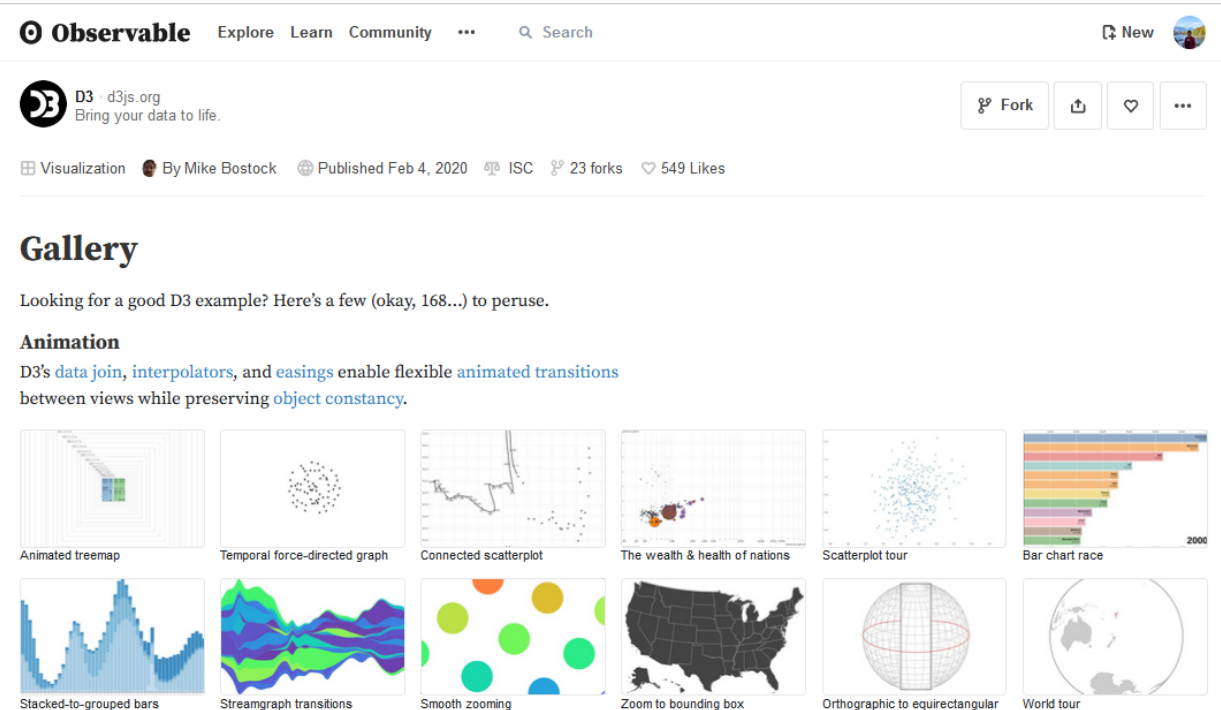 Observable Explore Learn Community ••• Search New
D3 · d3js.org
Bring your data to life.
Fork •••
Visualization By Mike Bostock Published Feb 4, 2020 ISC 23 forks 549 Likes
Gallery
Looking for a good D3 example? Here’s a few (okay, 168…) to peruse.
Animation
D3’s data join, interpolators, and easings enable flexible animated transitions
between views while preserving object constancy.
2000
Animated treemap Temporal force-directed graph Connected scatterplot The wealth & health of nations Scatterplot tour Bar chart race
Stacked-to-grouped bars Streamgraph transitions Smooth zooming Zoom to bounding box Orthographic to equirectangular World tour